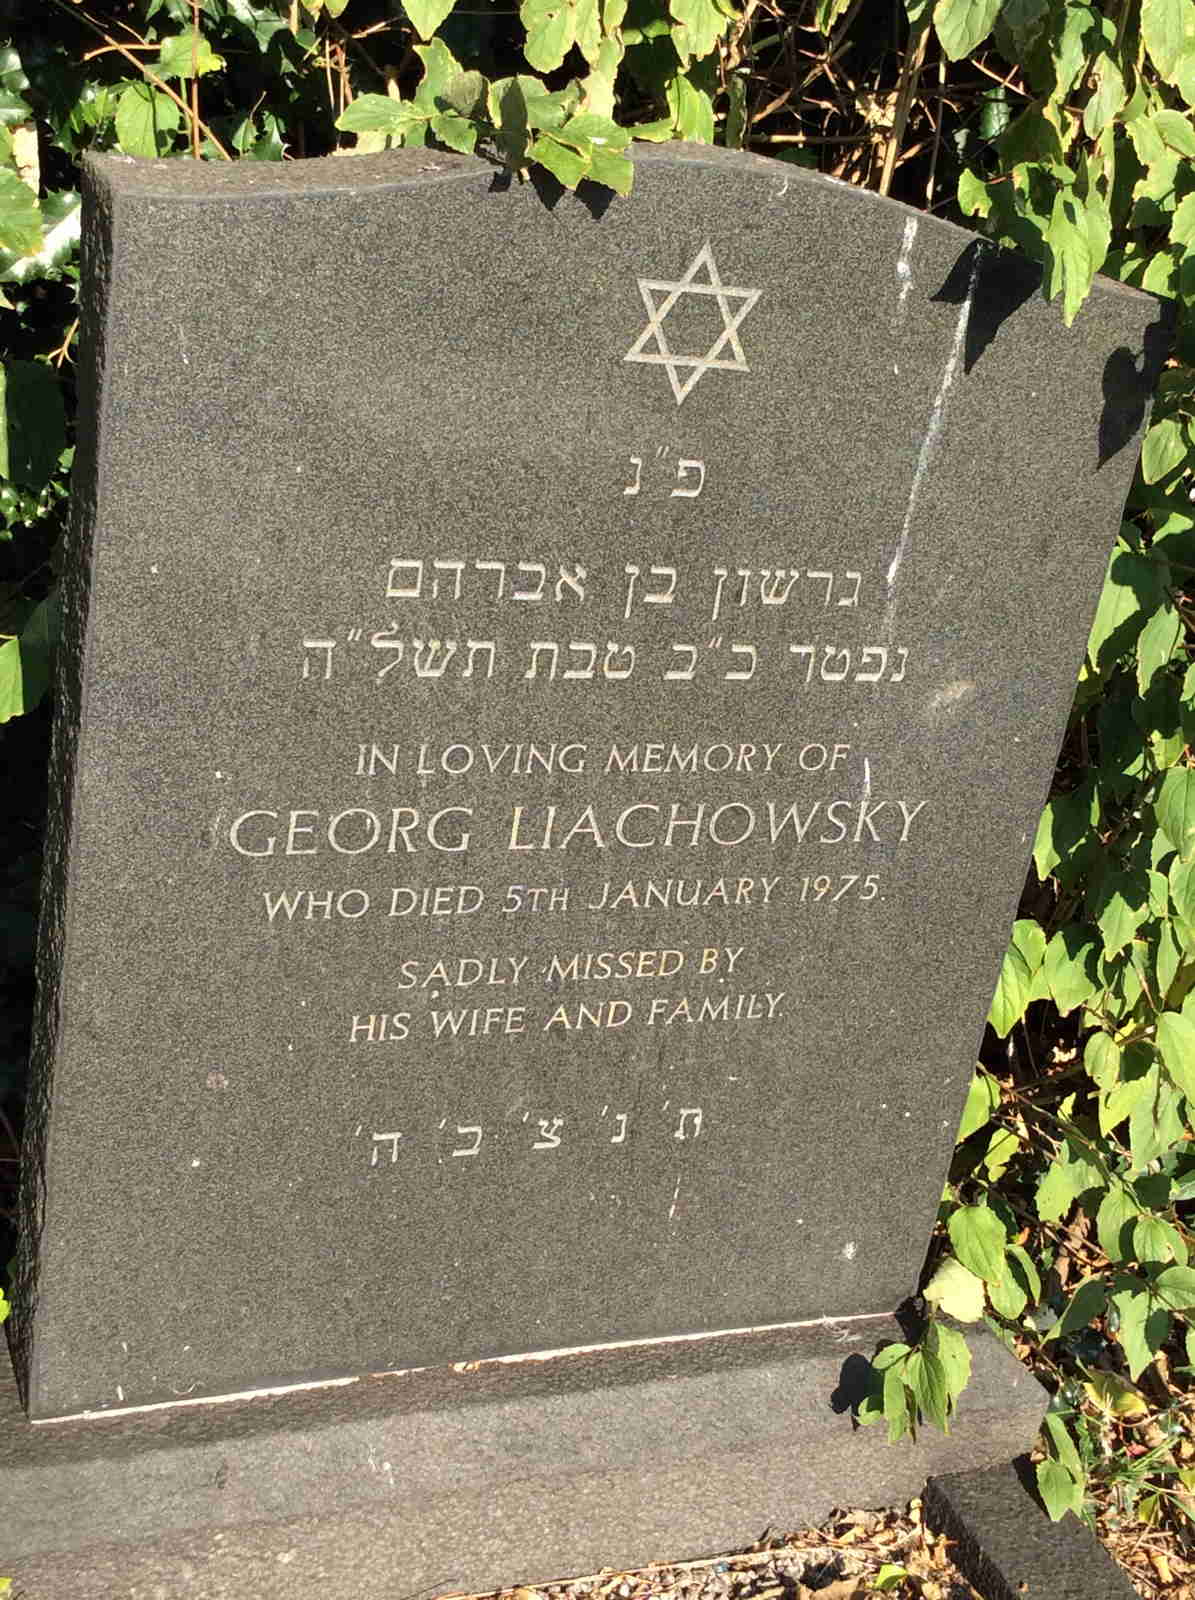 פ"נ
גרשון בן אברהם
נפטר כ"ב טבת תשל"ה
IN LOVING MEMORY OF
GEORG LIACHOWSKY
WHO DIED 5TH JANUARY 1975.
SADLY MISSED BY
HIS WIFE AND FAMILY.
ת' נ' צ' ב' ה'